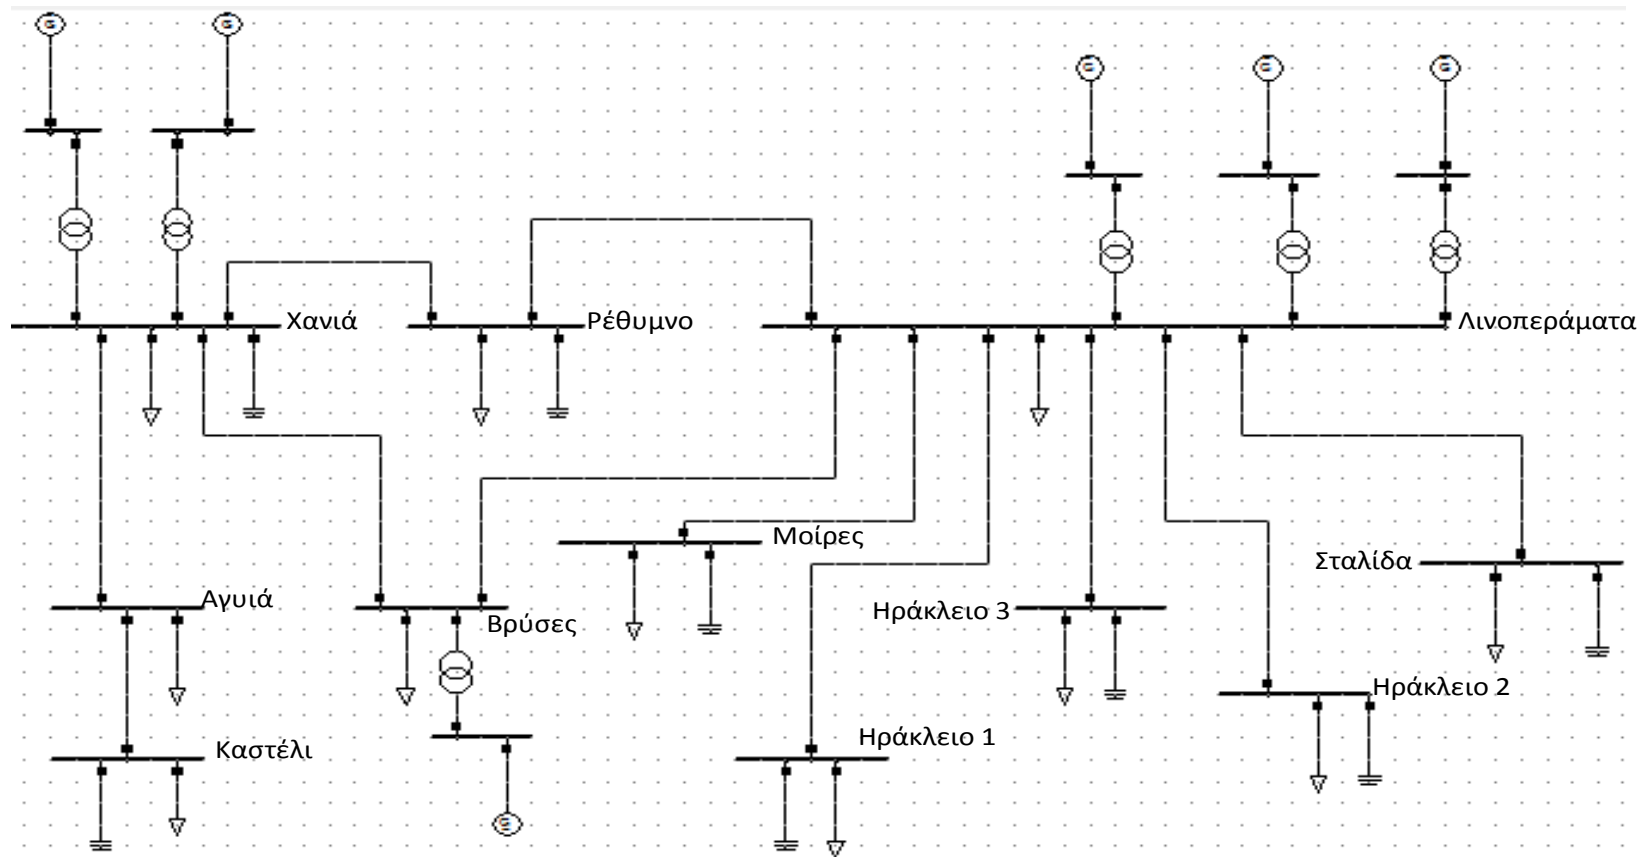 G
G
G
G
G
Χανιά
Ρέθυμνο
Λινοπεράματα
Μοίρες
Σταλίδα
Αγυιά
Βρύσες
Ηράκλειο 3
Ηράκλειο 2
Καστέλι
Ηράκλειο 1
G